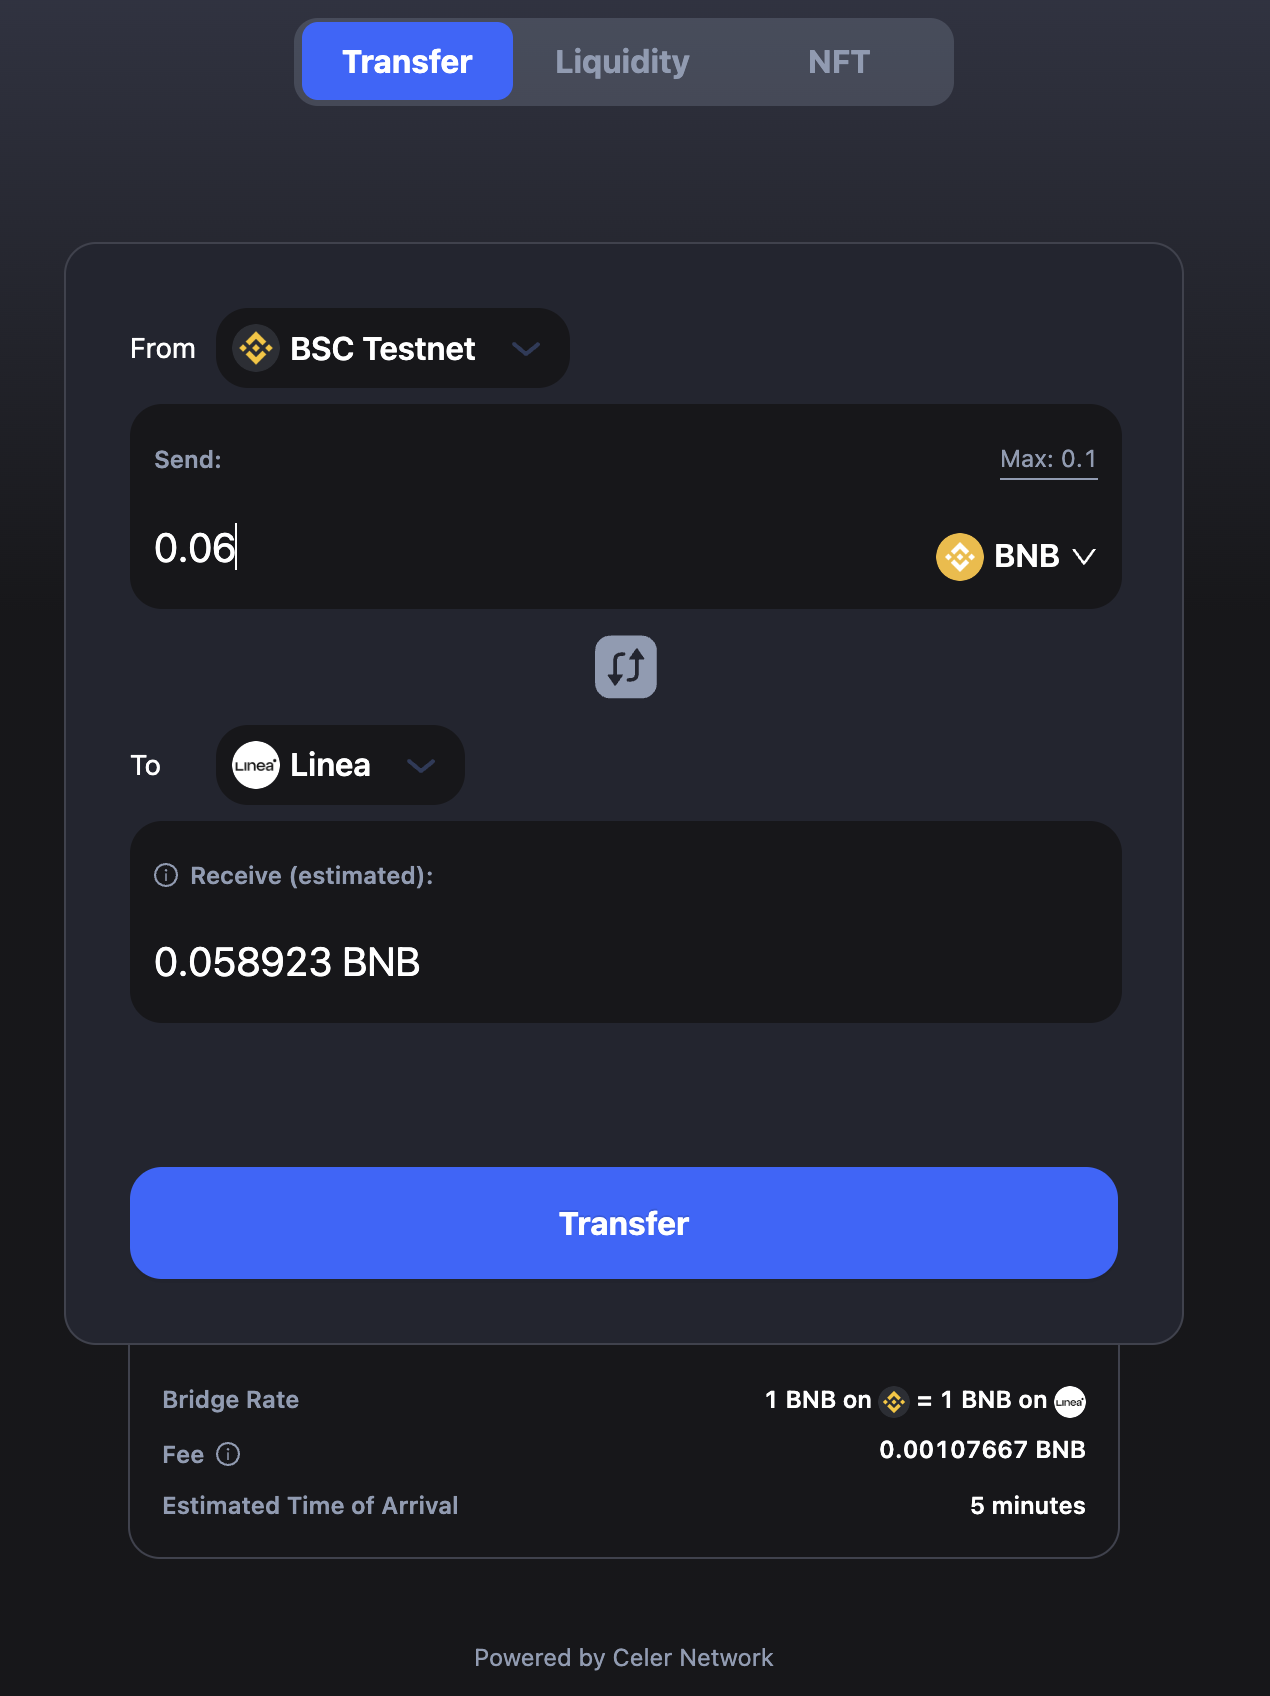 Transfer Liquidity NFT
From BSC Testnet
Send: Max: 0.1
0.06 BNB
To Linea Linea
Receive (estimated):
0.058923 BNB
Transfer
Bridge Rate 1 BNB on = 1 BNB on Linea
Fee 0.00107667 BNB
Estimated Time of Arrival 5 minutes
Powered by Celer Network